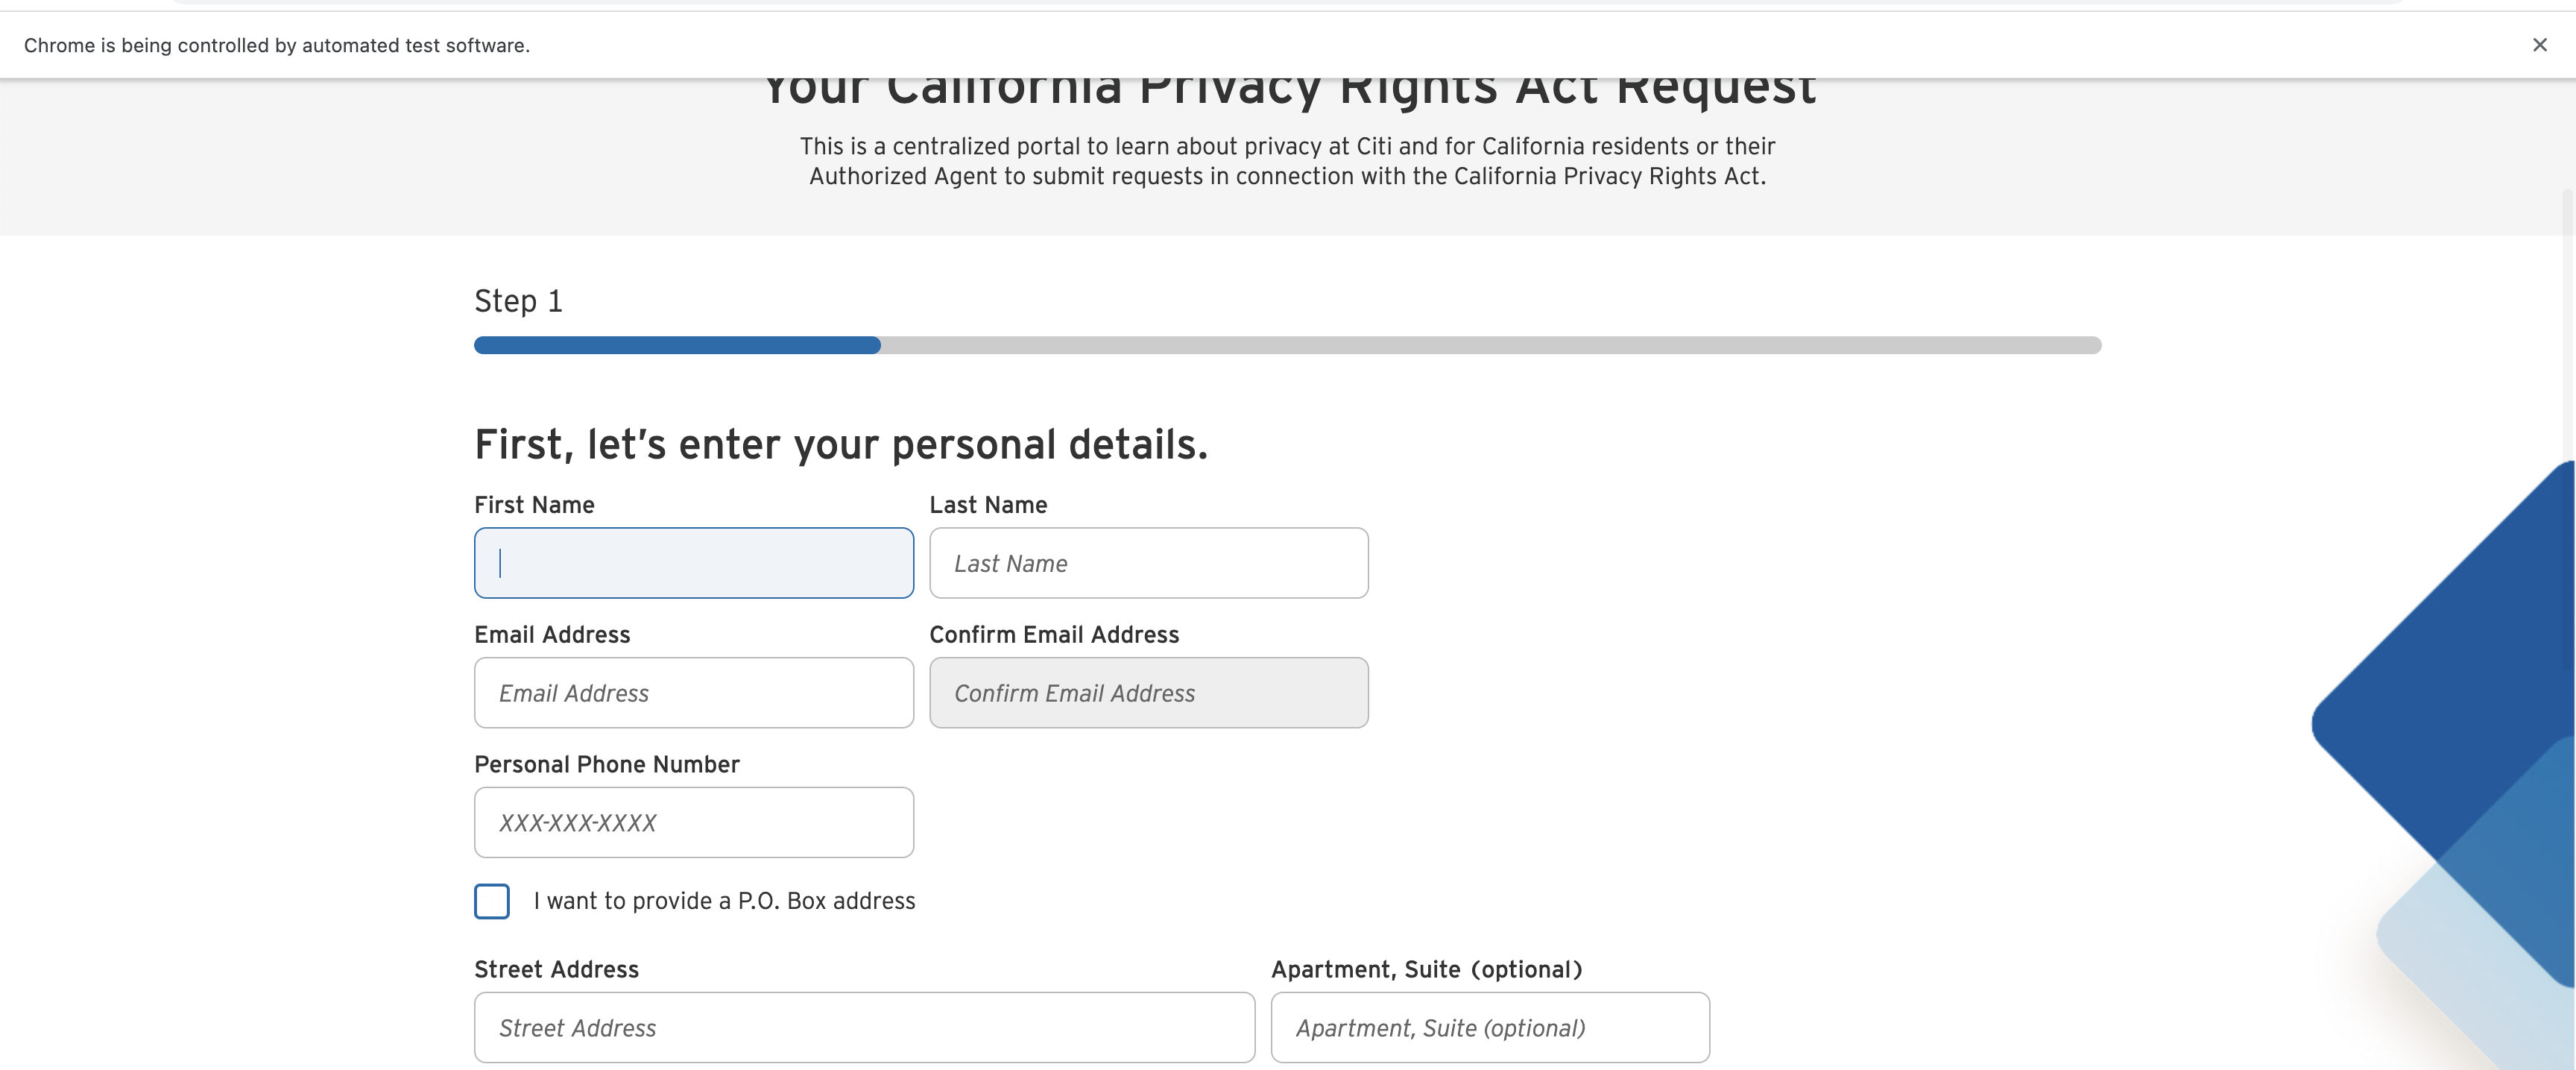 Chrome is being controlled by automated test software.
Your California Privacy Rights Act Request
This is a centralized portal to learn about privacy at Citi and for California residents or their
Authorized Agent to submit requests in connection with the California Privacy Rights Act.
Step 1
First, let’s enter your personal details.
First Name
Last Name
Last Name
Email Address
Confirm Email Address
Email Address
Confirm Email Address
Personal Phone Number
XXX-XXX-XXXX
I want to provide a P.O. Box address
Street Address
Apartment, Suite (optional)
Street Address
Apartment, Suite (optional)